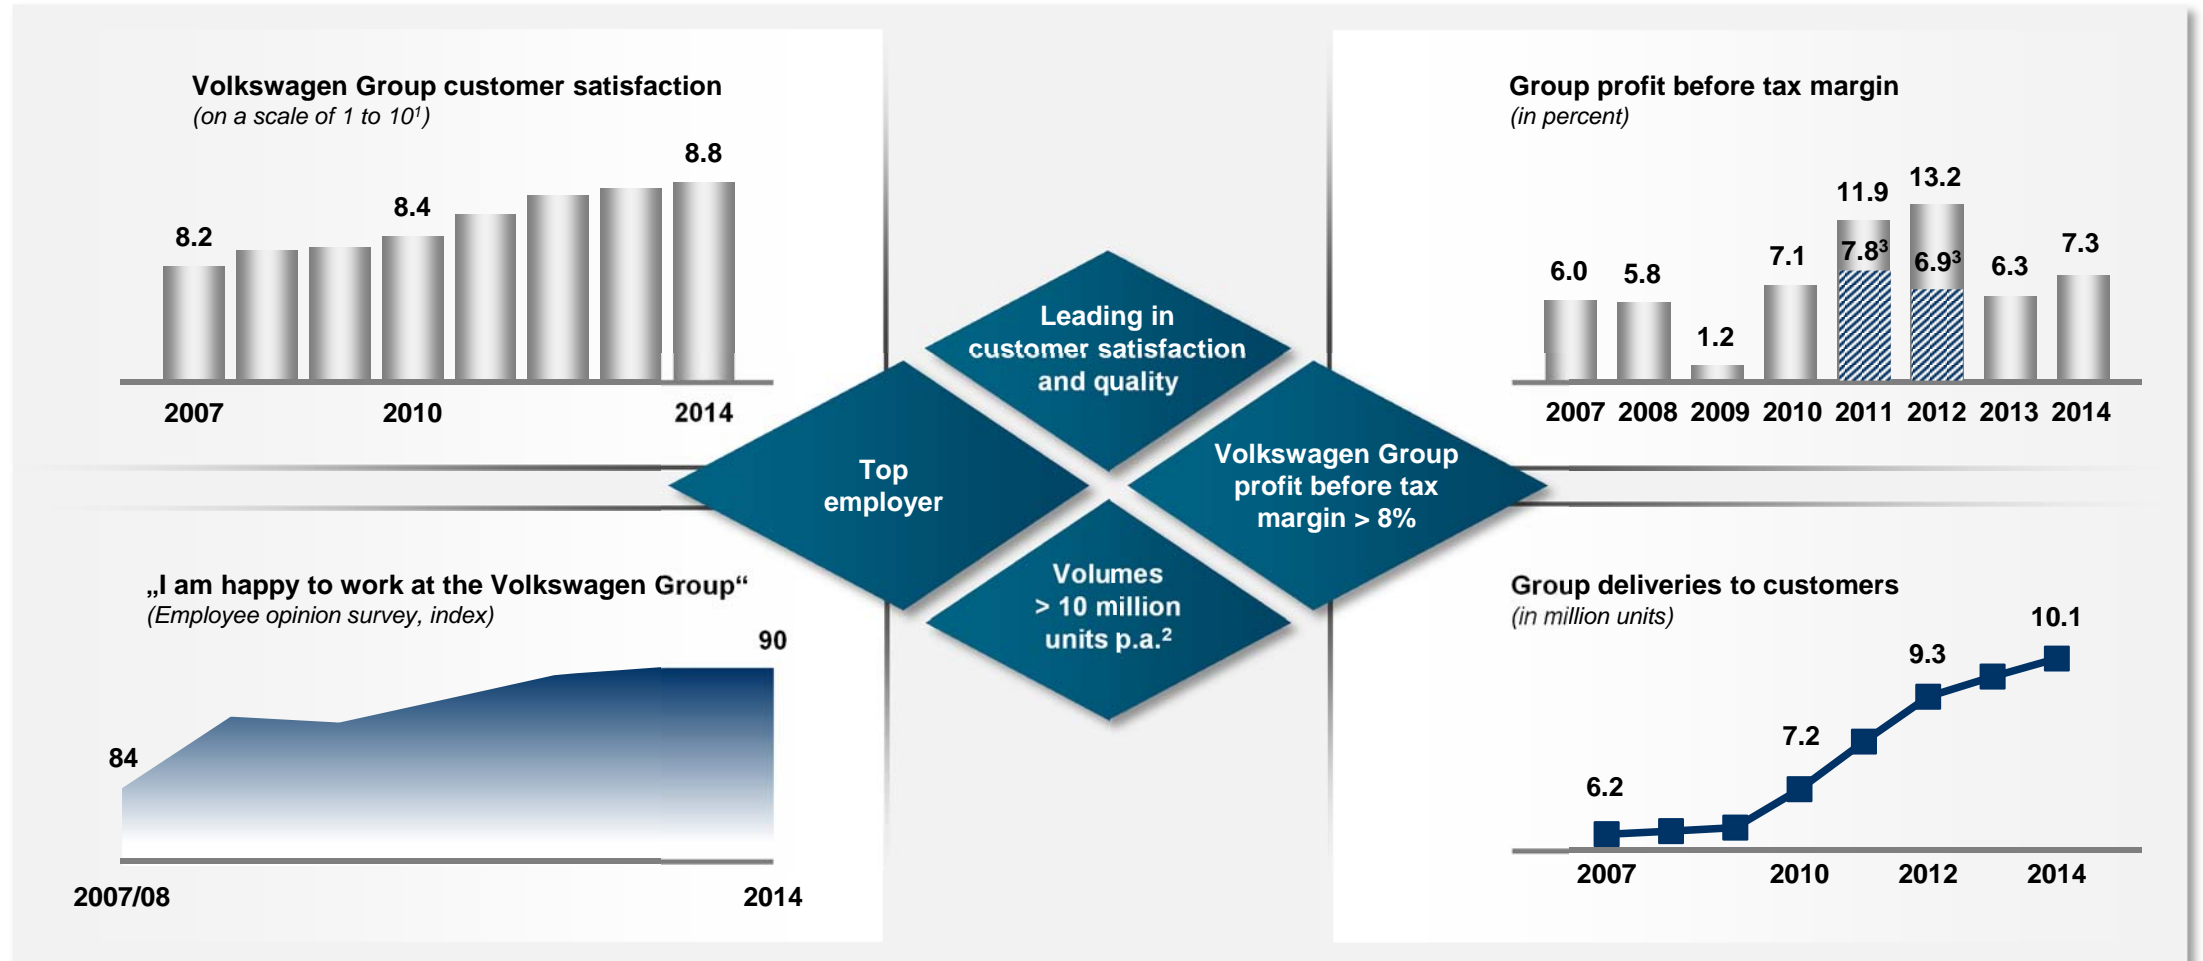 Volkswagen Group customer satisfaction
(on a scale of 1 to 10¹)
8.2
8.4
8.8
2007 2010 2014
Group profit before tax margin
(in percent)
6.0 5.8 1.2 7.1 11.9 13.2 6.3 7.3
7.8³ 6.9³
2007 2008 2009 2010 2011 2012 2013 2014
Leading in
customer satisfaction
and quality
Top
employer
Volkswagen Group
profit before tax
margin > 8%
Volumes
> 10 million
units p.a.²
„I am happy to work at the Volkswagen Group“
(Employee opinion survey, index)
84
90
2007/08 2014
Group deliveries to customers
(in million units)
6.2
7.2
9.3
10.1
2007 2010 2012 2014